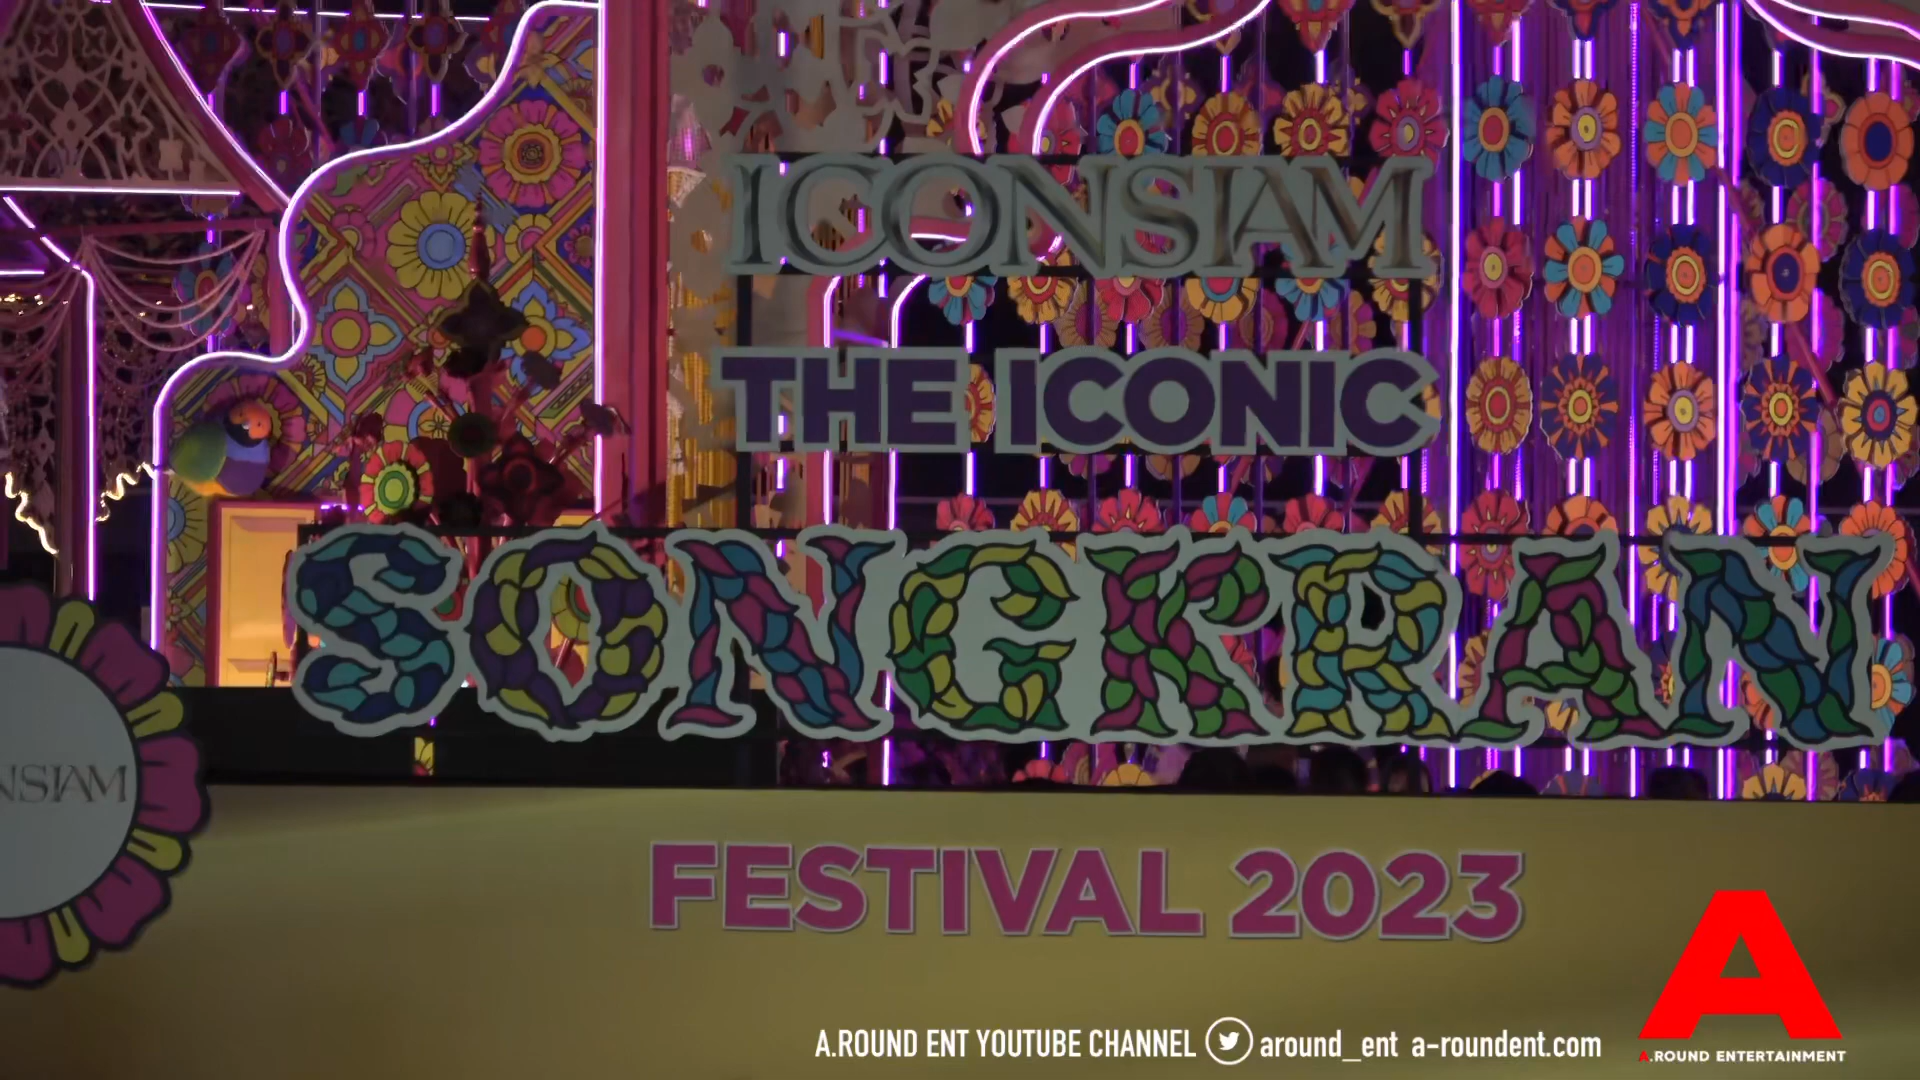 ICONSIAM
THE ICONIC
SONGKRAN
NSIAM
FESTIVAL 2023
A.ROUND ENT YOUTUBE CHANNEL around_ent a-roundent.com
A
A.ROUND ENTERTAINMENT